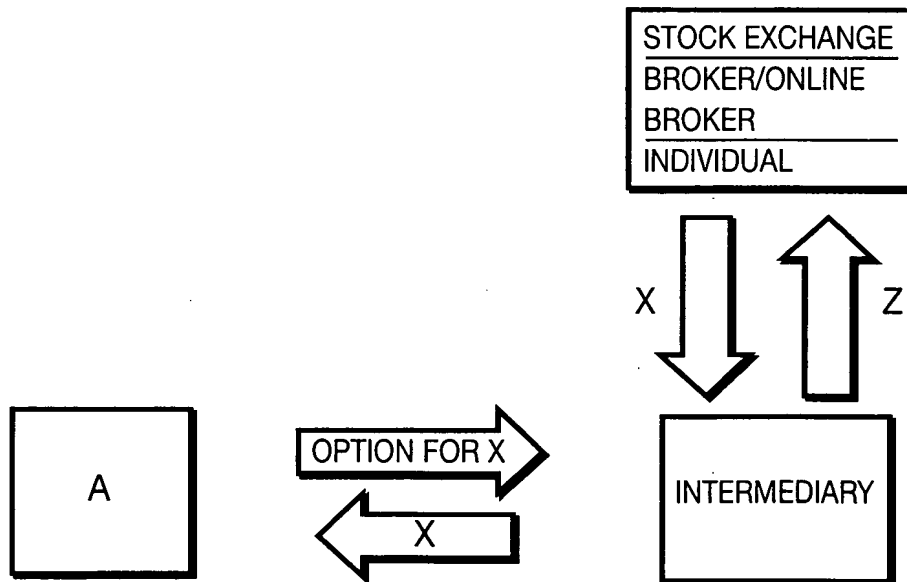 STOCK EXCHANGE
BROKER/ONLINE
BROKER
INDIVIDUAL
X
Z
A
OPTION FOR X
X
INTERMEDIARY